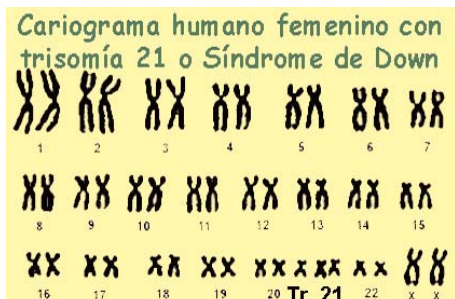 Cariograma humano femenino con
trisomía 21 o Síndrome de Down
1 2 3 4 5 6 7
8 9 10 11 12 13 14 15
16 17 18 19 20 Tr. 21 22 x x